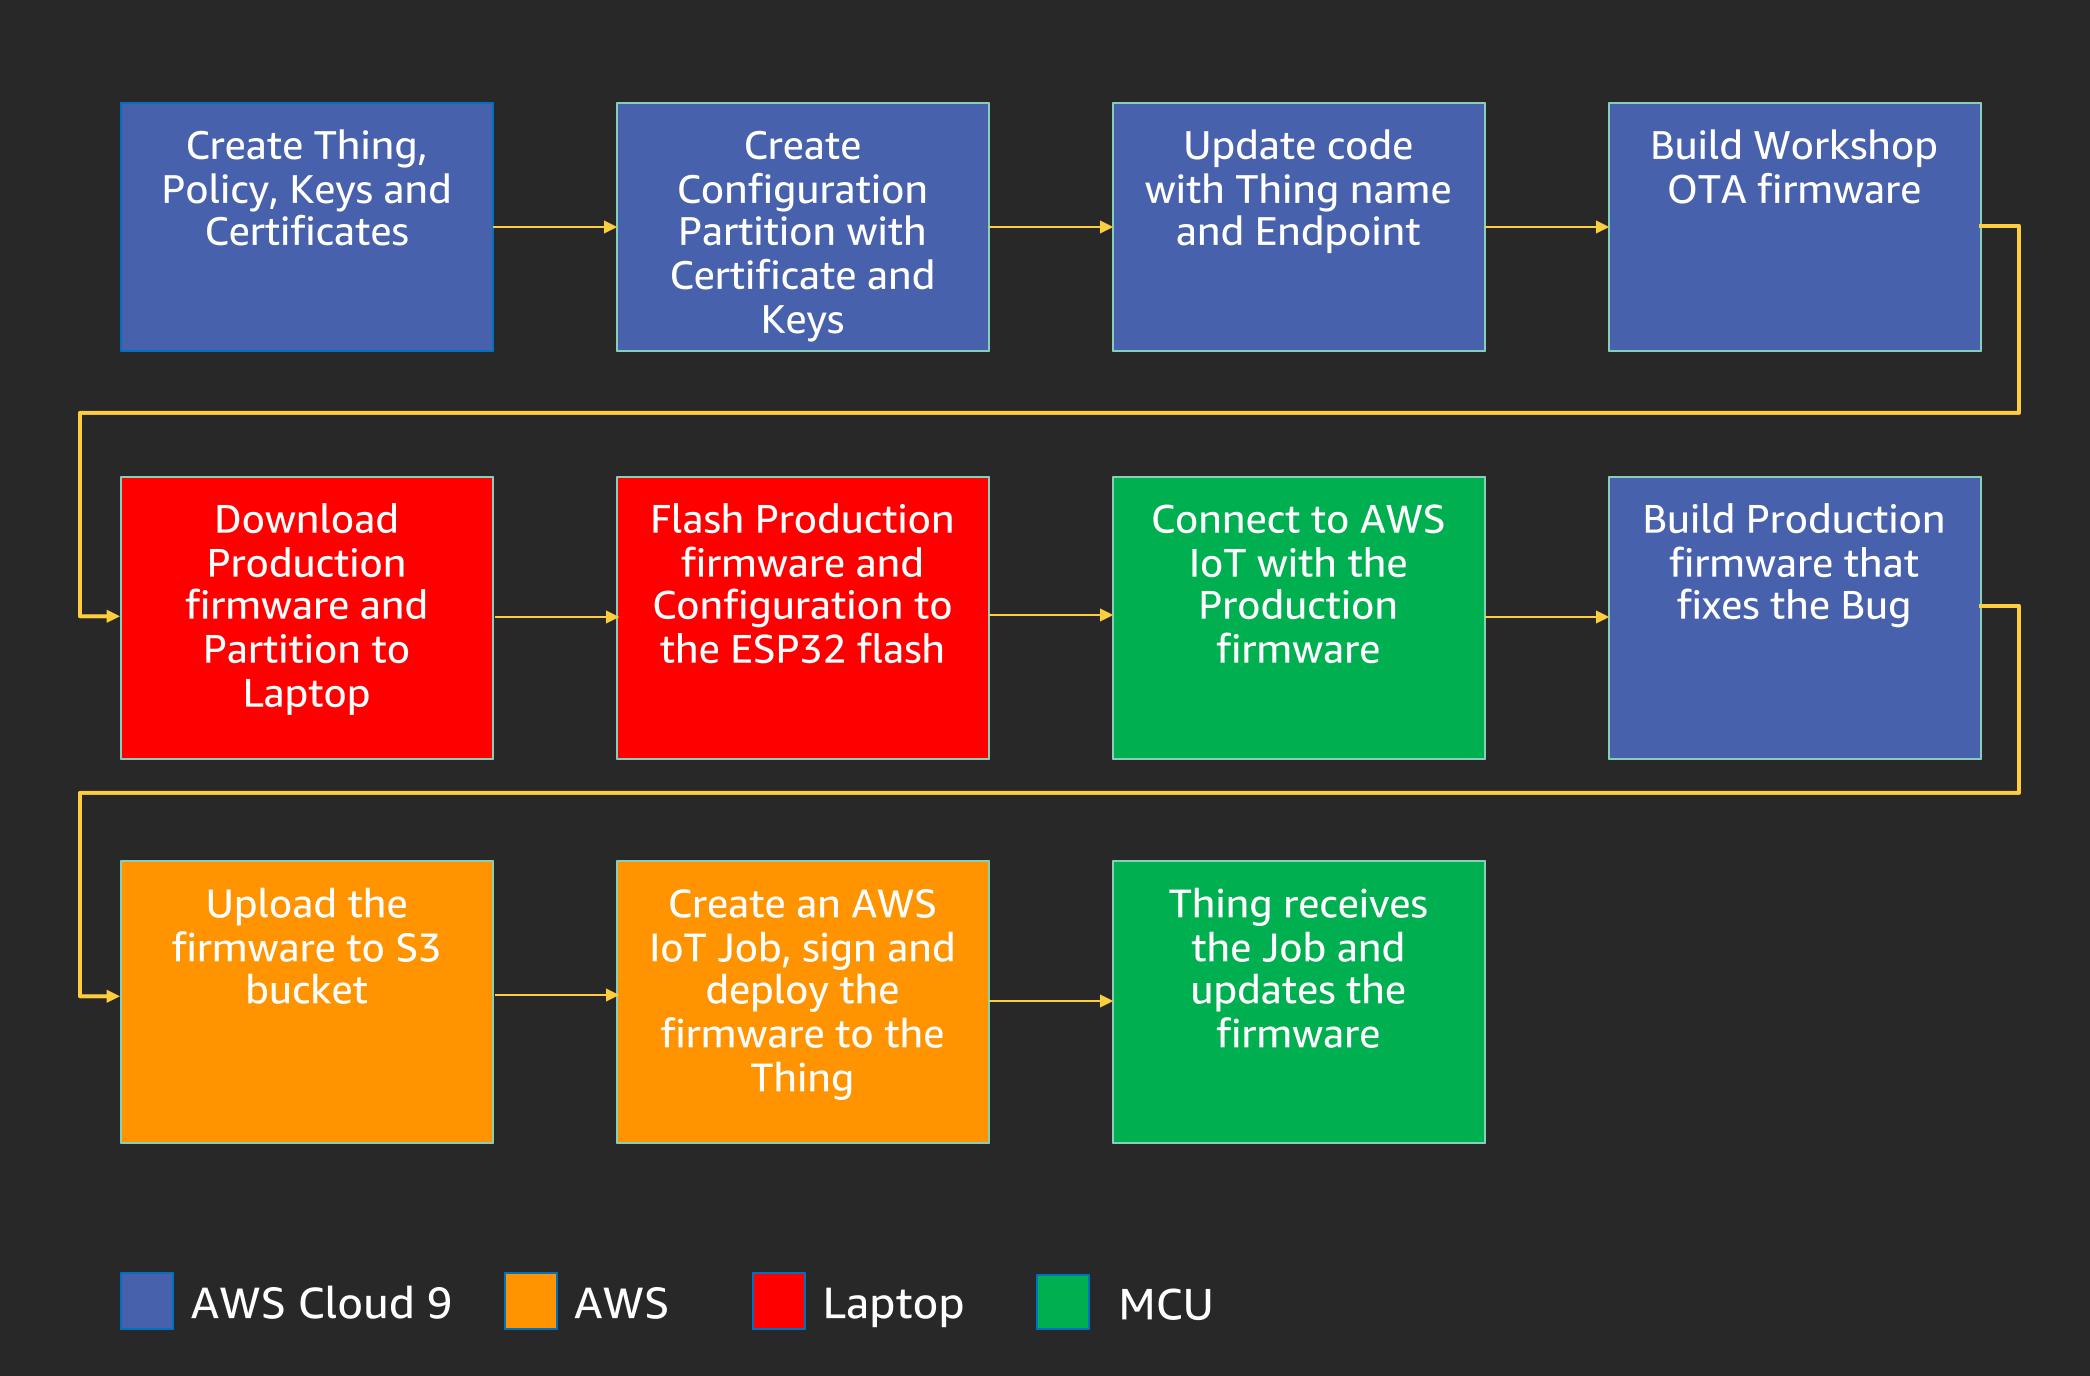 Create Thing,
Policy, Keys and
Certificates
Create
Configuration
Partition with
Certificate and
Keys
Update code
with Thing name
and Endpoint
Build Workshop
OTA firmware
Download
Production
firmware and
Partition to
Laptop
Flash Production
firmware and
Configuration to
the ESP32 flash
Connect to AWS
IoT with the
Production
firmware
Build Production
firmware that
fixes the Bug
Upload the
firmware to S3
bucket
Create an AWS
IoT Job, sign and
deploy the
firmware to the
Thing
Thing receives
the Job and
updates the
firmware
AWS Cloud 9
AWS
Laptop
MCU